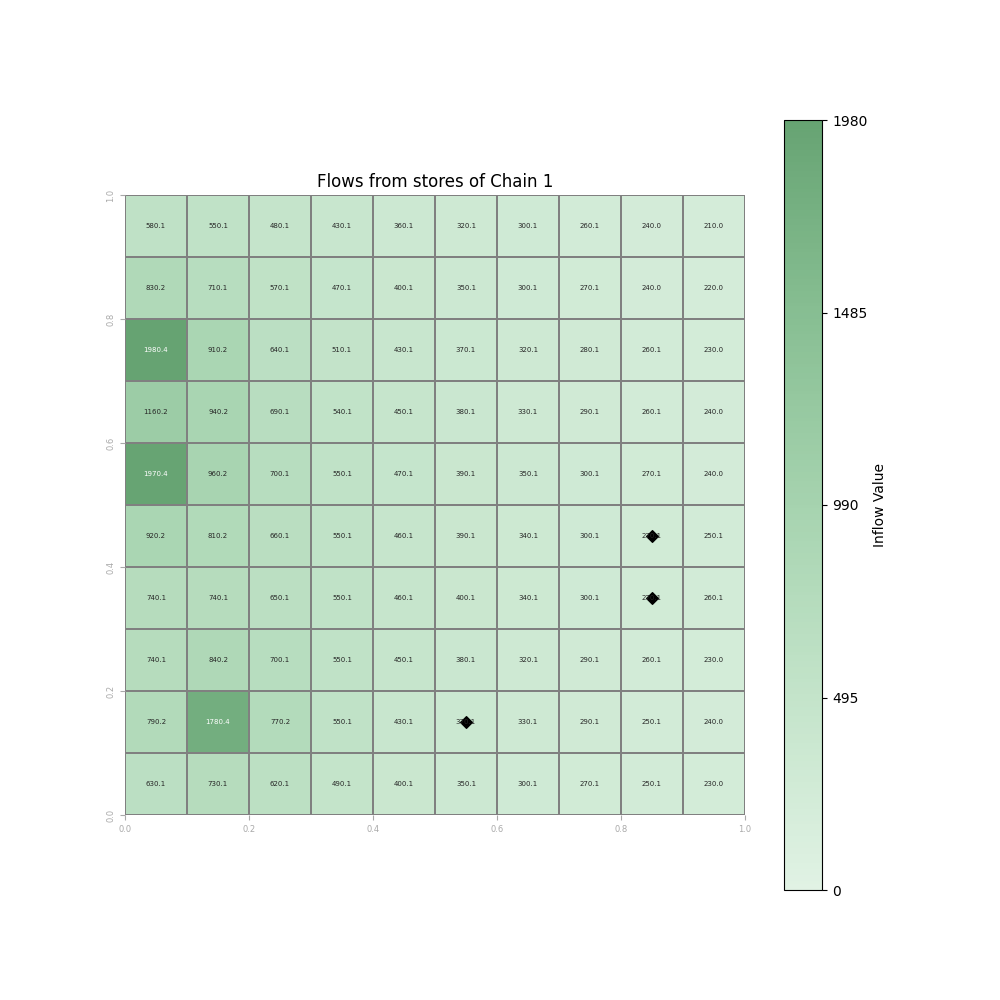 Flows from stores of Chain 1
580.1 550.1 480.1 430.1 360.1 320.1 300.1 260.1 240.0 210.0
830.2 710.1 570.1 470.1 400.1 350.1 300.1 270.1 240.0 220.0
1980.4 910.2 640.1 510.1 430.1 370.1 320.1 280.1 260.1 230.0
1160.2 940.2 690.1 540.1 450.1 380.1 330.1 290.1 260.1 240.0
1970.4 960.2 700.1 550.1 470.1 390.1 350.1 300.1 270.1 240.0
920.2 810.2 660.1 550.1 460.1 390.1 340.1 300.1 250.1
740.1 740.1 650.1 550.1 460.1 400.1 340.1 300.1 260.1
740.1 840.2 700.1 550.1 450.1 380.1 320.1 290.1 260.1 230.0
790.2 1780.4 770.2 550.1 430.1 330.1 290.1 250.1 240.0
630.1 730.1 620.1 490.1 400.1 350.1 300.1 270.1 250.1 230.0
1.0
0.8
0.6
0.4
0.2
0.0
0.0 0.2 0.4 0.6 0.8 1.0
1980
1485
990
495
0
Inflow Value